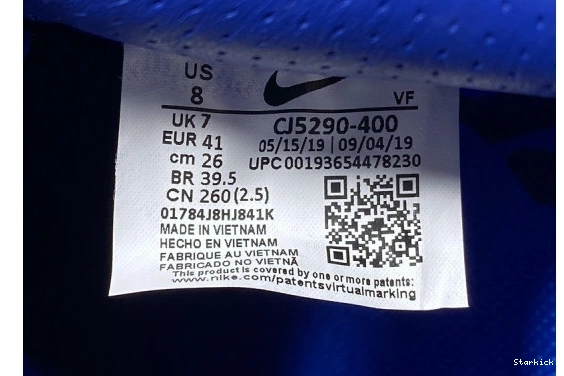 US
8
VF
UK 7
CJ5290-400
EUR 41
05/15/19 | 09/04/19
cm 26
UPC00193654478230
BR 39.5
CN 260 (2.5)
01784J8HJ841K
MADE IN VIETNAM
HECHO EN VIETNAM
FABRIQUE AU VIETNAM
FABRICADO NO VIETNÃ
This product is covered by one or more patents:
www.nike.com/patentsvirtualmarking
Starkick